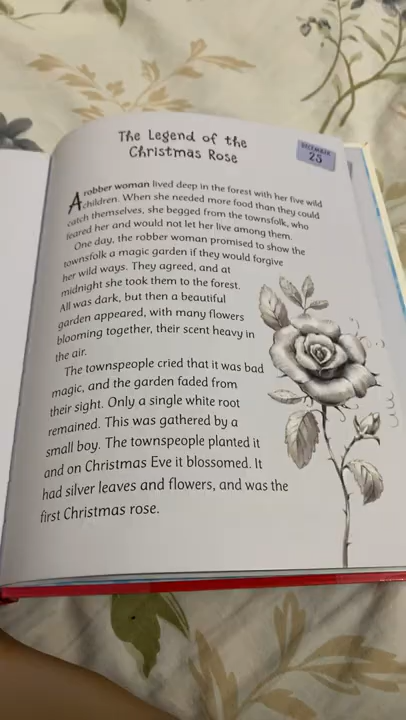 The Legend of the
Christmas Rose
DECEMBER
25
A robber woman lived deep in the forest with her five wild
children. When she needed more food than they could
catch themselves, she begged from the townsfolk, who
feared her and would not let her live among them.
One day, the robber woman promised to show the
townsfolk a magic garden if they would forgive
her wild ways. They agreed, and at
midnight she took them to the forest.
All was dark, but then a beautiful
garden appeared, with many flowers
blooming together, their scent heavy in
the air.
The townspeople cried that it was bad
magic, and the garden faded from
their sight. Only a single white root
remained. This was gathered by a
small boy. The townspeople planted it
and on Christmas Eve it blossomed. It
had silver leaves and flowers, and was the
first Christmas rose.